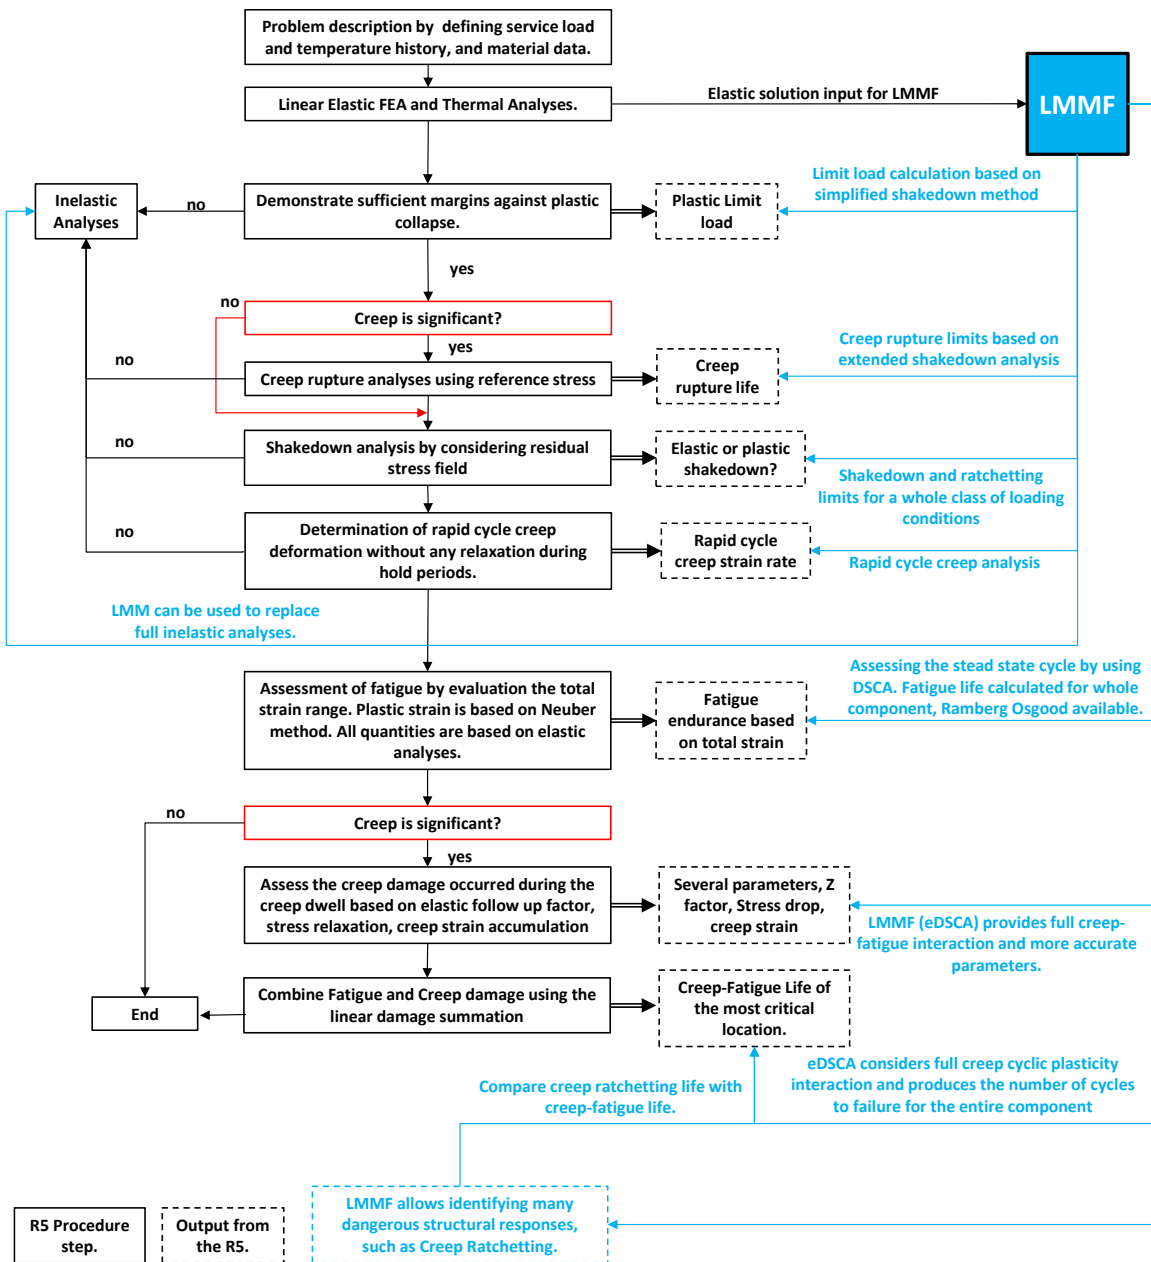 Problem description by defining service load
and temperature history, and material data.
Linear Elastic FEA and Thermal Analyses.
Elastic solution input for LMMF
LMMF
Limit load calculation based on
simplified shakedown method
Inelastic
Analyses
no
Demonstrate sufficient margins against plastic
collapse.
Plastic Limit
load
yes
no
Creep is significant?
yes
Creep rupture limits based on
extended shakedown analysis
no
Creep rupture analyses using reference stress
Creep
rupture life
no
Shakedown analysis by considering residual
stress field
Elastic or plastic
shakedown?
Shakedown and ratchetting
limits for a whole class of loading
conditions
no
Determination of rapid cycle creep
deformation without any relaxation during
hold periods.
Rapid cycle
creep strain rate
Rapid cycle creep analysis
LMM can be used to replace
full inelastic analyses.
Assessing the stead state cycle by using
DSCA. Fatigue life calculated for whole
component, Ramberg Osgood available.
Assessment of fatigue by evaluation the total
strain range. Plastic strain is based on Neuber
method. All quantities are based on elastic
analyses.
Fatigue
endurance based
on total strain
no
Creep is significant?
yes
Assess the creep damage occurred during the
creep dwell based on elastic follow up factor,
stress relaxation, creep strain accumulation
Several parameters, Z
factor, Stress drop,
creep strain
LMMF (eDSCA) provides full creep-
fatigue interaction and more accurate
parameters.
End
Combine Fatigue and Creep damage using the
linear damage summation
Creep-Fatigue Life of
the most critical
location.
Compare creep ratchetting life with
creep-fatigue life.
eDSCA considers full creep cyclic plasticity
interaction and produces the number of cycles
to failure for the entire component
R5 Procedure
step.
Output from
the R5.
LMMF allows identifying many
dangerous structural responses,
such as Creep Ratchetting.